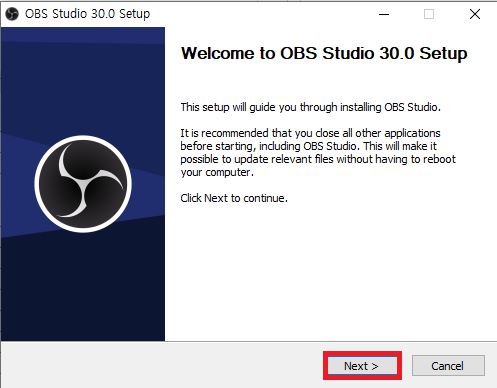 OBS Studio 30.0 Setup
Welcome to OBS Studio 30.0 Setup
This setup will guide you through installing OBS Studio.
It is recommended that you close all other applications
before starting, including OBS Studio. This will make it
possible to update relevant files without having to reboot
your computer.
Click Next to continue.
Next >
Cancel